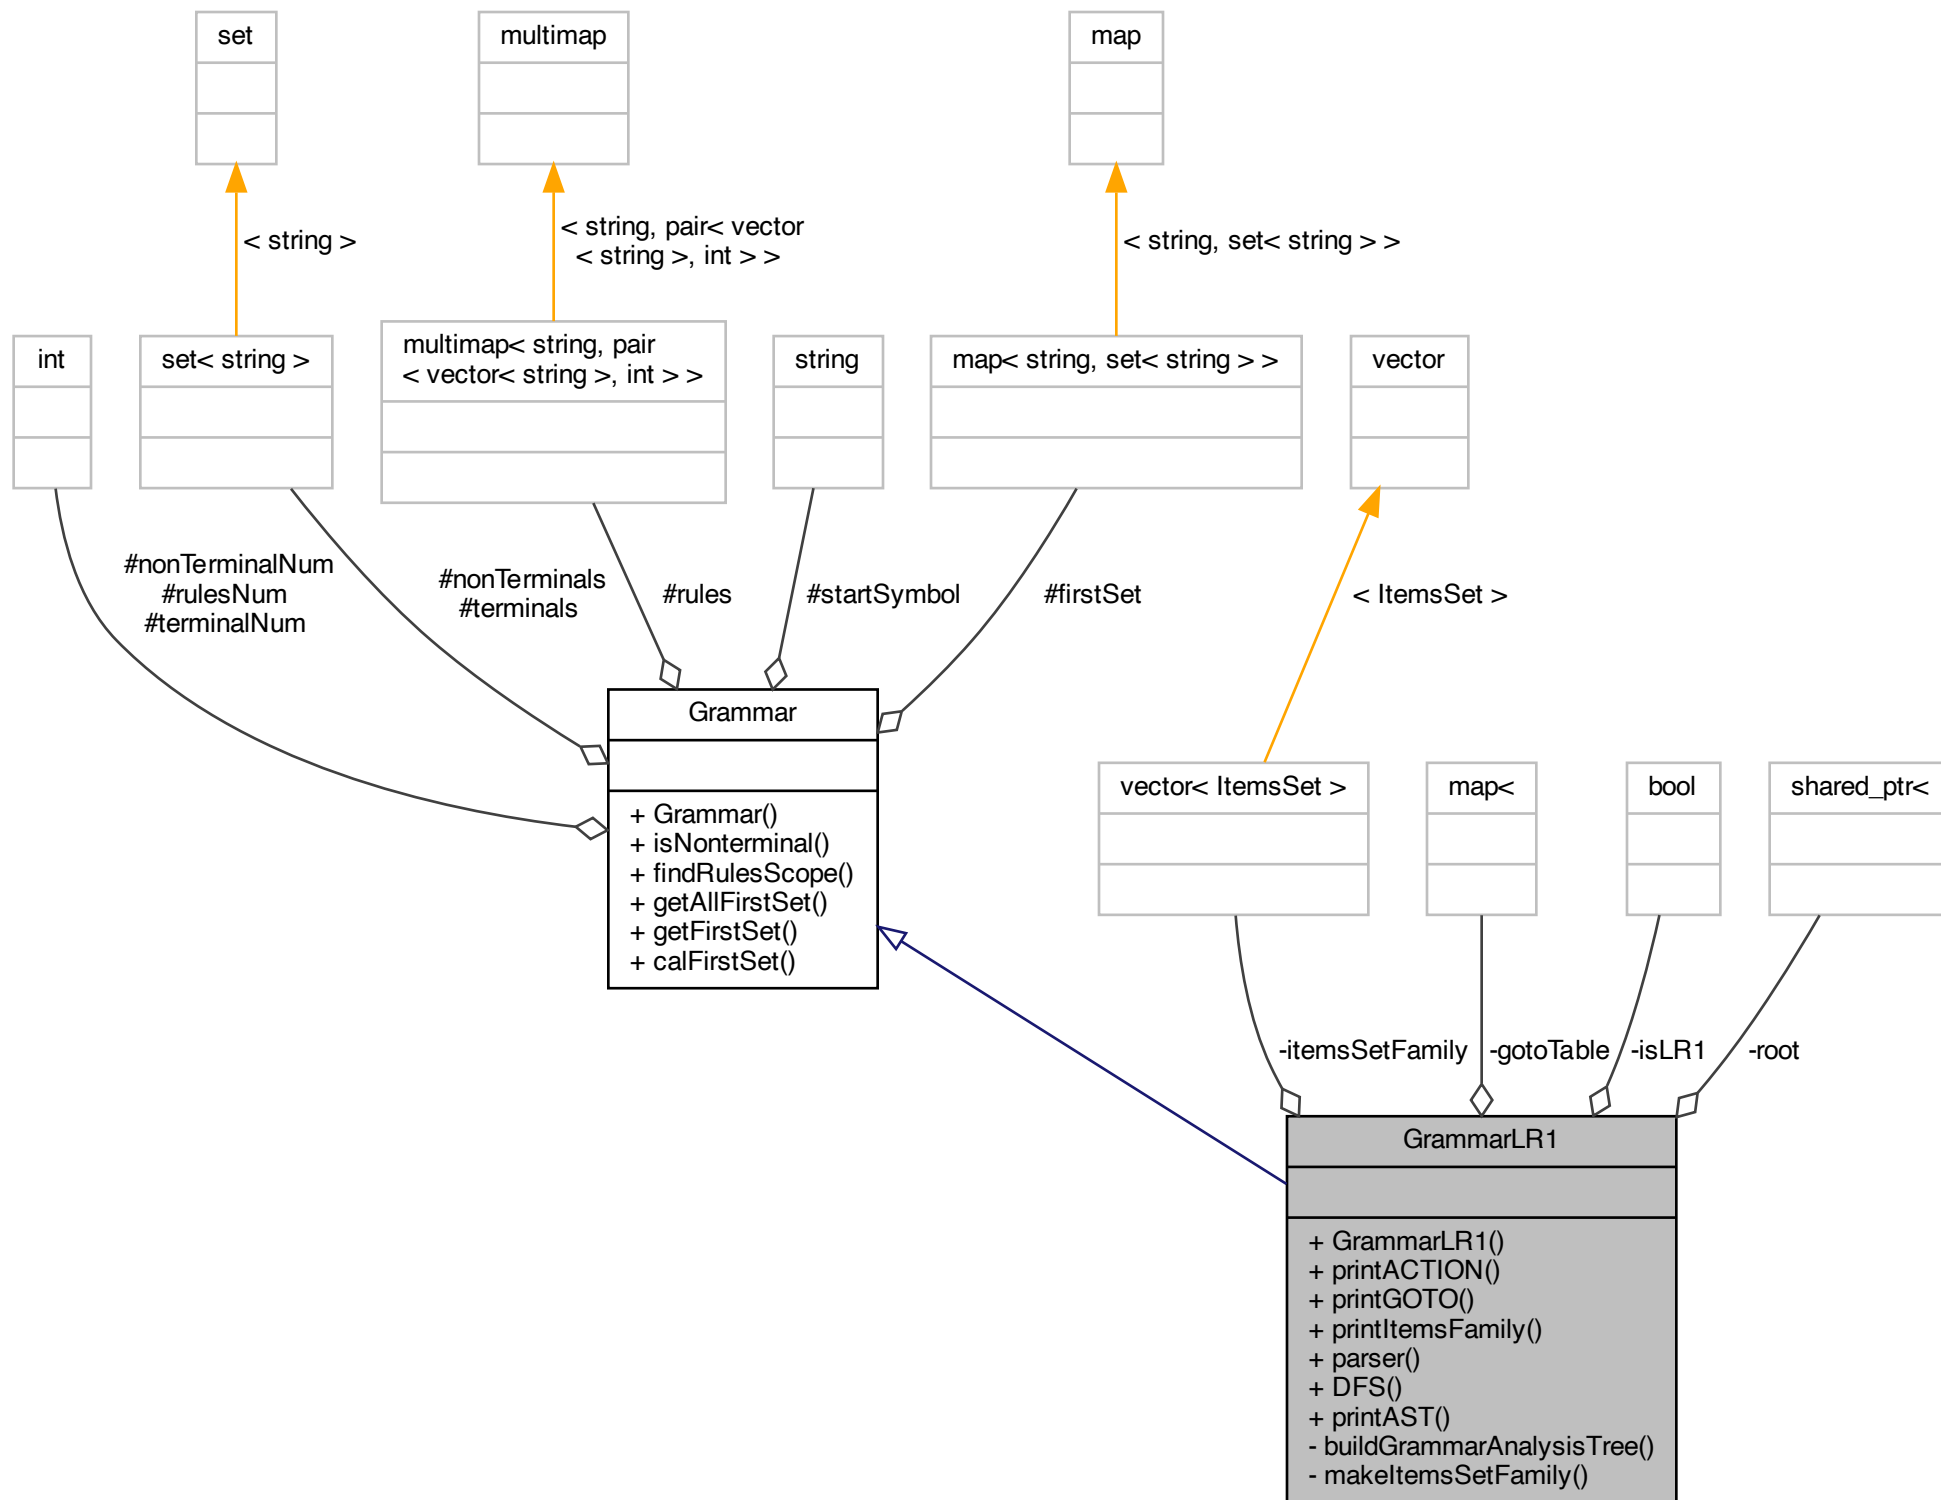 set
multimap
map
< string >
< string, pair< vector
< string >, int > >
< string, set< string > >
int
set< string >
multimap< string, pair
< vector< string >, int > >
string
map< string, set< string > >
vector
#nonTerminalNum
#rulesNum
#terminalNum
#nonTerminals
#terminals
#rules
#startSymbol
#firstSet
< ItemsSet >
Grammar
+ Grammar()
+ isNonterminal()
+ findRulesScope()
+ getAllFirstSet()
+ getFirstSet()
+ calFirstSet()
vector< ItemsSet >
map<
bool
shared_ptr<
-itemsSetFamily
-gotoTable
-isLR1
-root
GrammarLR1
+ GrammarLR1()
+ printACTION()
+ printGOTO()
+ printItemsFamily()
+ parser()
+ DFS()
+ printAST()
- buildGrammarAnalysisTree()
- makeItemsSetFamily()